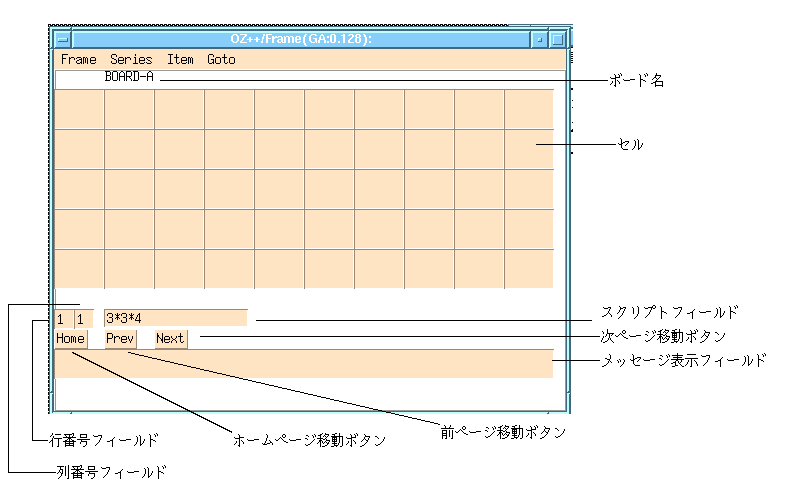 OZ++/Frame(GA:0.128):
Frame Series Item Goto
BOARD-A
ボード名
セル
スクリプトフィールド
1 1 3*3*4
次ページ移動ボタン
Home Prev Next
メッセージ表示フィールド
前ページ移動ボタン
行番号フィールド
ホームページ移動ボタン
列番号フィールド